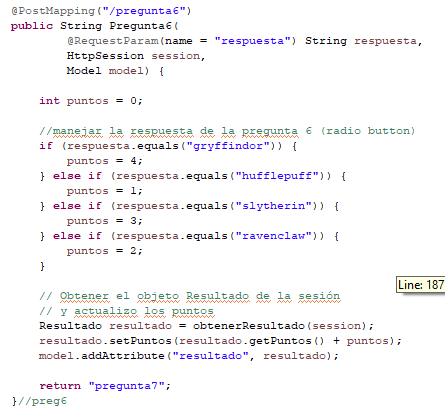 @PostMapping("/pregunta6")
public String Pregunta6(
        @RequestParam(name = "respuesta") String respuesta,
        HttpSession session,
        Model model) {

    int puntos = 0;

    //manejar la respuesta de la pregunta 6 (radio button)
    if (respuesta.equals("gryffindor")) {
        puntos = 4;
    } else if (respuesta.equals("hufflepuff")) {
        puntos = 1;
    } else if (respuesta.equals("slytherin")) {
        puntos = 3;
    } else if (respuesta.equals("ravenclaw")) {
        puntos = 2;
    }
Line: 187

    // Obtener el objeto Resultado de la sesión
    // y actualizo los puntos
    Resultado resultado = obtenerResultado(session);
    resultado.setPuntos(resultado.getPuntos() + puntos);
    model.addAttribute("resultado", resultado);

    return "pregunta7";
}//preg6